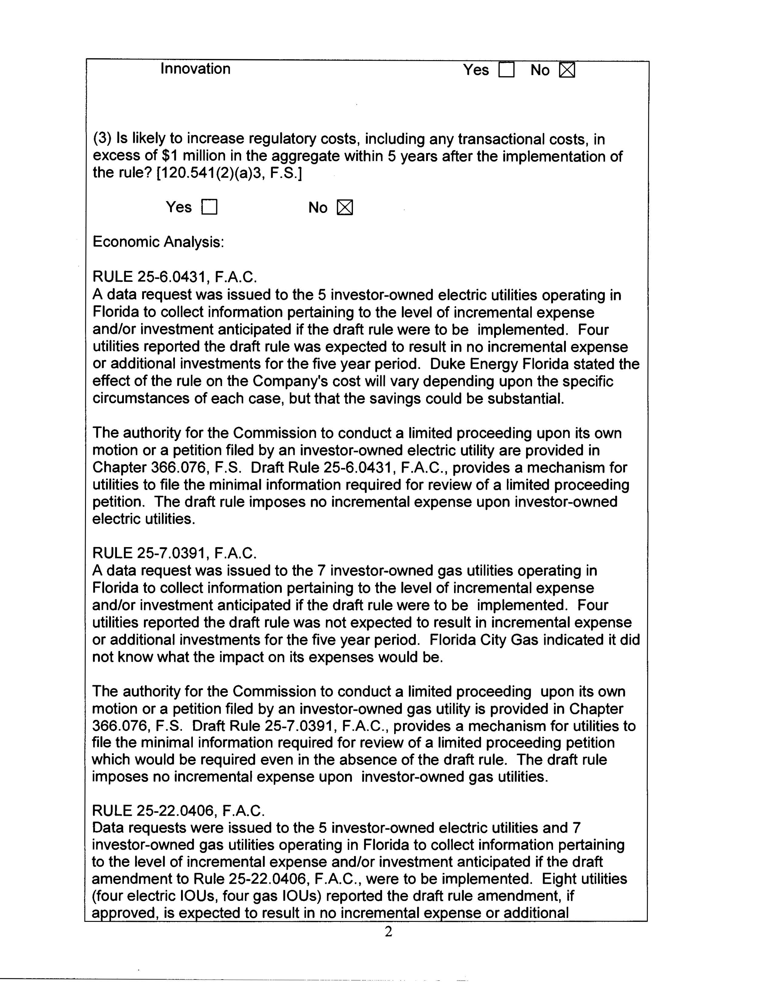 Innovation Yes ☐ No ☒
(3) Is likely to increase regulatory costs, including any transactional costs, in
excess of $1 million in the aggregate within 5 years after the implementation of
the rule? [120.541(2)(a)3, F.S.]
Yes ☐ No ☒
Economic Analysis:
RULE 25-6.0431, F.A.C.
A data request was issued to the 5 investor-owned electric utilities operating in
Florida to collect information pertaining to the level of incremental expense
and/or investment anticipated if the draft rule were to be implemented. Four
utilities reported the draft rule was expected to result in no incremental expense
or additional investments for the five year period. Duke Energy Florida stated the
effect of the rule on the Company's cost will vary depending upon the specific
circumstances of each case, but that the savings could be substantial.
The authority for the Commission to conduct a limited proceeding upon its own
motion or a petition filed by an investor-owned electric utility are provided in
Chapter 366.076, F.S. Draft Rule 25-6.0431, F.A.C., provides a mechanism for
utilities to file the minimal information required for review of a limited proceeding
petition. The draft rule imposes no incremental expense upon investor-owned
electric utilities.
RULE 25-7.0391, F.A.C.
A data request was issued to the 7 investor-owned gas utilities operating in
Florida to collect information pertaining to the level of incremental expense
and/or investment anticipated if the draft rule were to be implemented. Four
utilities reported the draft rule was not expected to result in incremental expense
or additional investments for the five year period. Florida City Gas indicated it did
not know what the impact on its expenses would be.
The authority for the Commission to conduct a limited proceeding upon its own
motion or a petition filed by an investor-owned gas utility is provided in Chapter
366.076, F.S. Draft Rule 25-7.0391, F.A.C., provides a mechanism for utilities to
file the minimal information required for review of a limited proceeding petition
which would be required even in the absence of the draft rule. The draft rule
imposes no incremental expense upon investor-owned gas utilities.
RULE 25-22.0406, F.A.C.
Data requests were issued to the 5 investor-owned electric utilities and 7
investor-owned gas utilities operating in Florida to collect information pertaining
to the level of incremental expense and/or investment anticipated if the draft
amendment to Rule 25-22.0406, F.A.C., were to be implemented. Eight utilities
(four electric IOUs, four gas IOUs) reported the draft rule amendment, if
approved, is expected to result in no incremental expense or additional
2